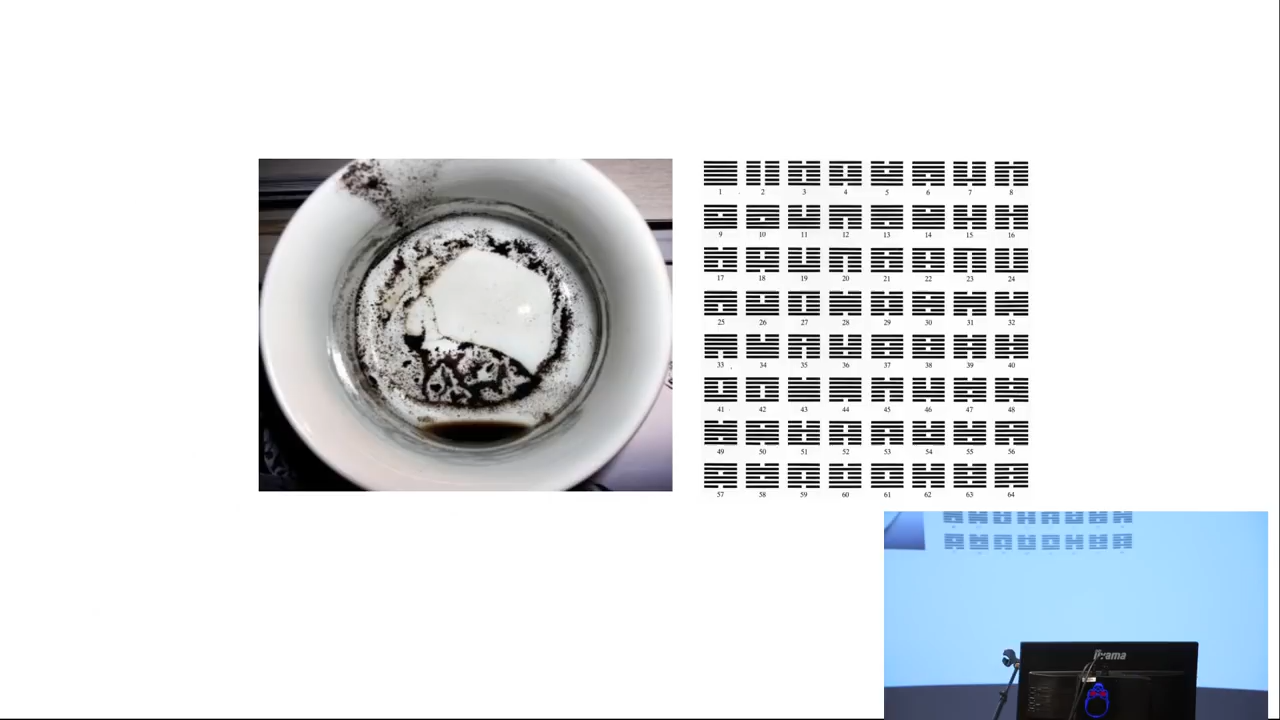 1 2 3 4 5 6 7 8
9 10 11 12 13 14 15 16
17 18 19 20 21 22 23 24
25 26 27 28 29 30 31 32
33 34 35 36 37 38 39 40
41 42 43 44 45 46 47 48
49 50 51 52 53 54 55 56
57 58 59 60 61 62 63 64
iiyama